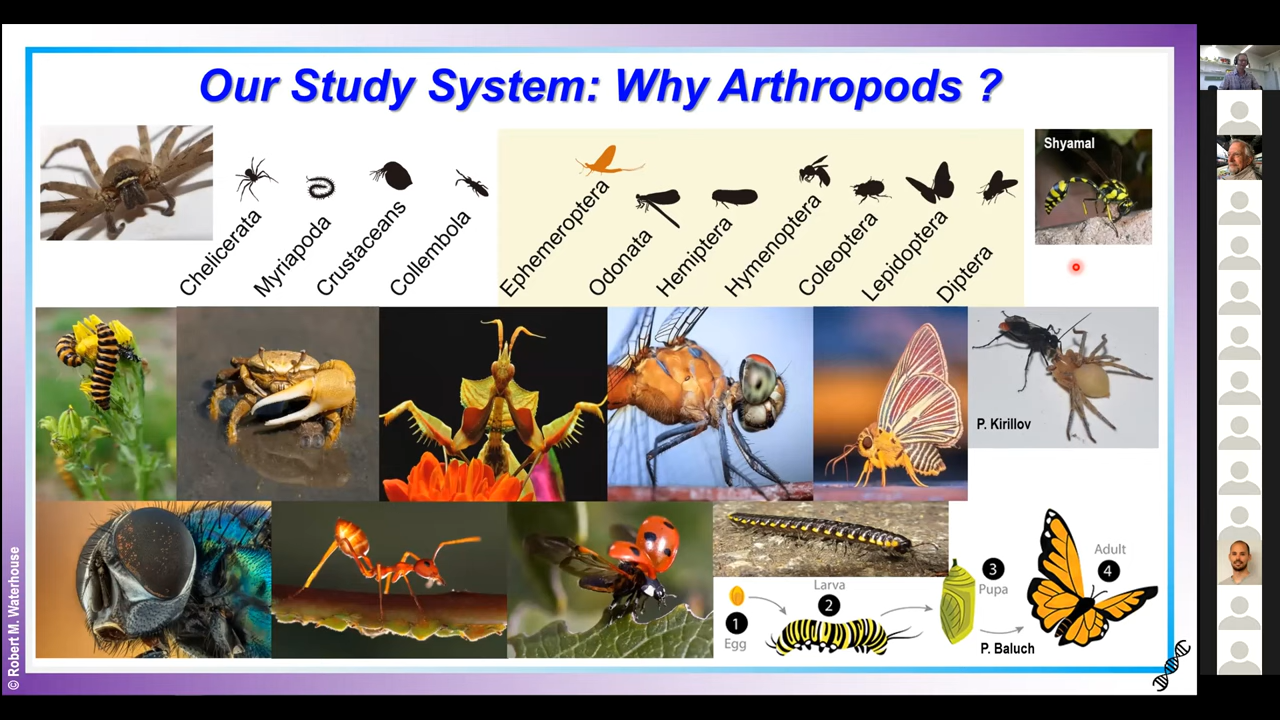 Our Study System: Why Arthropods ?
Chelicerata
Myriapoda
Crustaceans
Collembola
Ephemeroptera
Odonata
Hemiptera
Hymenoptera
Coleoptera
Lepidoptera
Diptera
Shyamal
P. Kirillov
1
Egg
Larva
2
3
Pupa
Adult
4
P. Baluch
© Robert M. Waterhouse